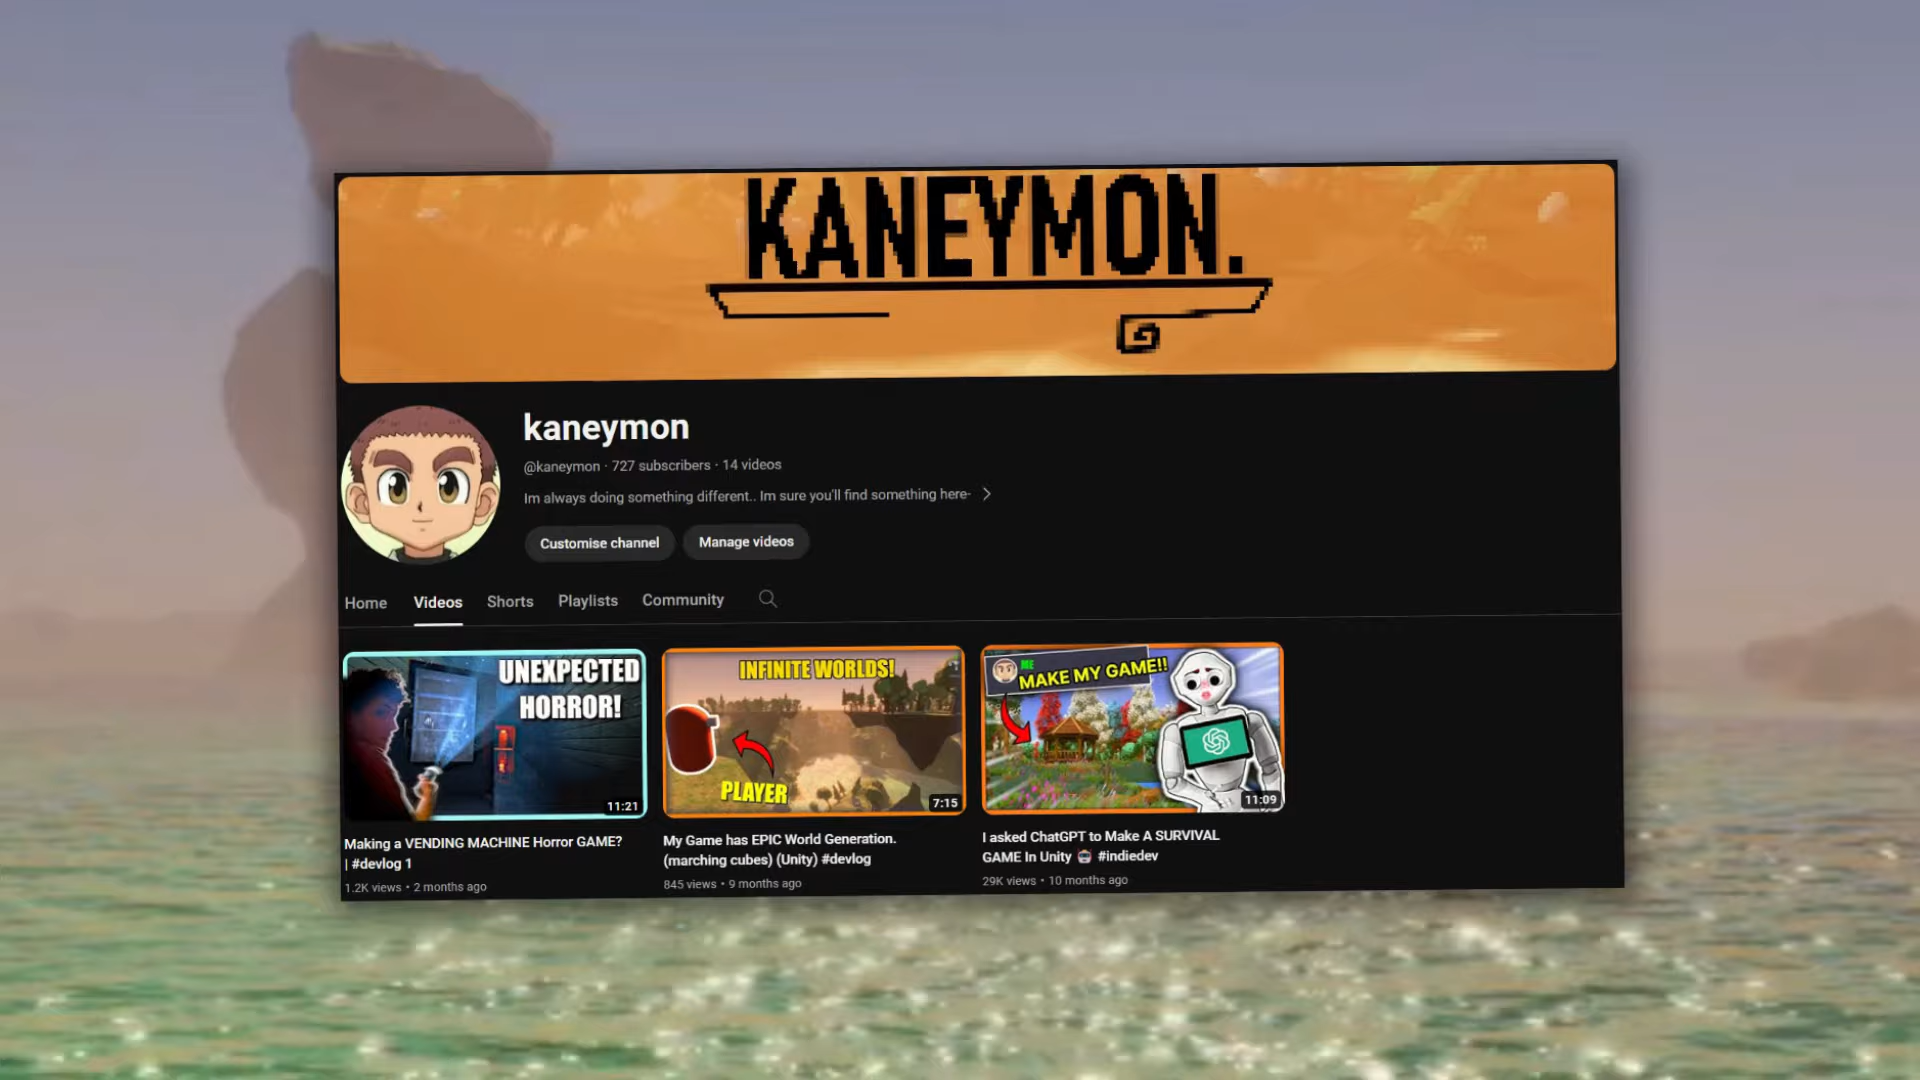 KANEYMON.
kaneymon
@kaneymon · 727 subscribers · 14 videos
Im always doing something different.. Im sure you'll find something here-
Customise channel
Manage videos
Home
Videos
Shorts
Playlists
Community
UNEXPECTED
HORROR!
11:21
Making a VENDING MACHINE Horror GAME?
| #devlog 1
1.2K views • 2 months ago
INFINITE WORLDS!
PLAYER
7:15
My Game has EPIC World Generation.
(marching cubes) (Unity) #devlog
845 views • 9 months ago
ME
MAKE MY GAME!!
11:09
I asked ChatGPT to Make A SURVIVAL
GAME In Unity #indiedev
29K views • 10 months ago